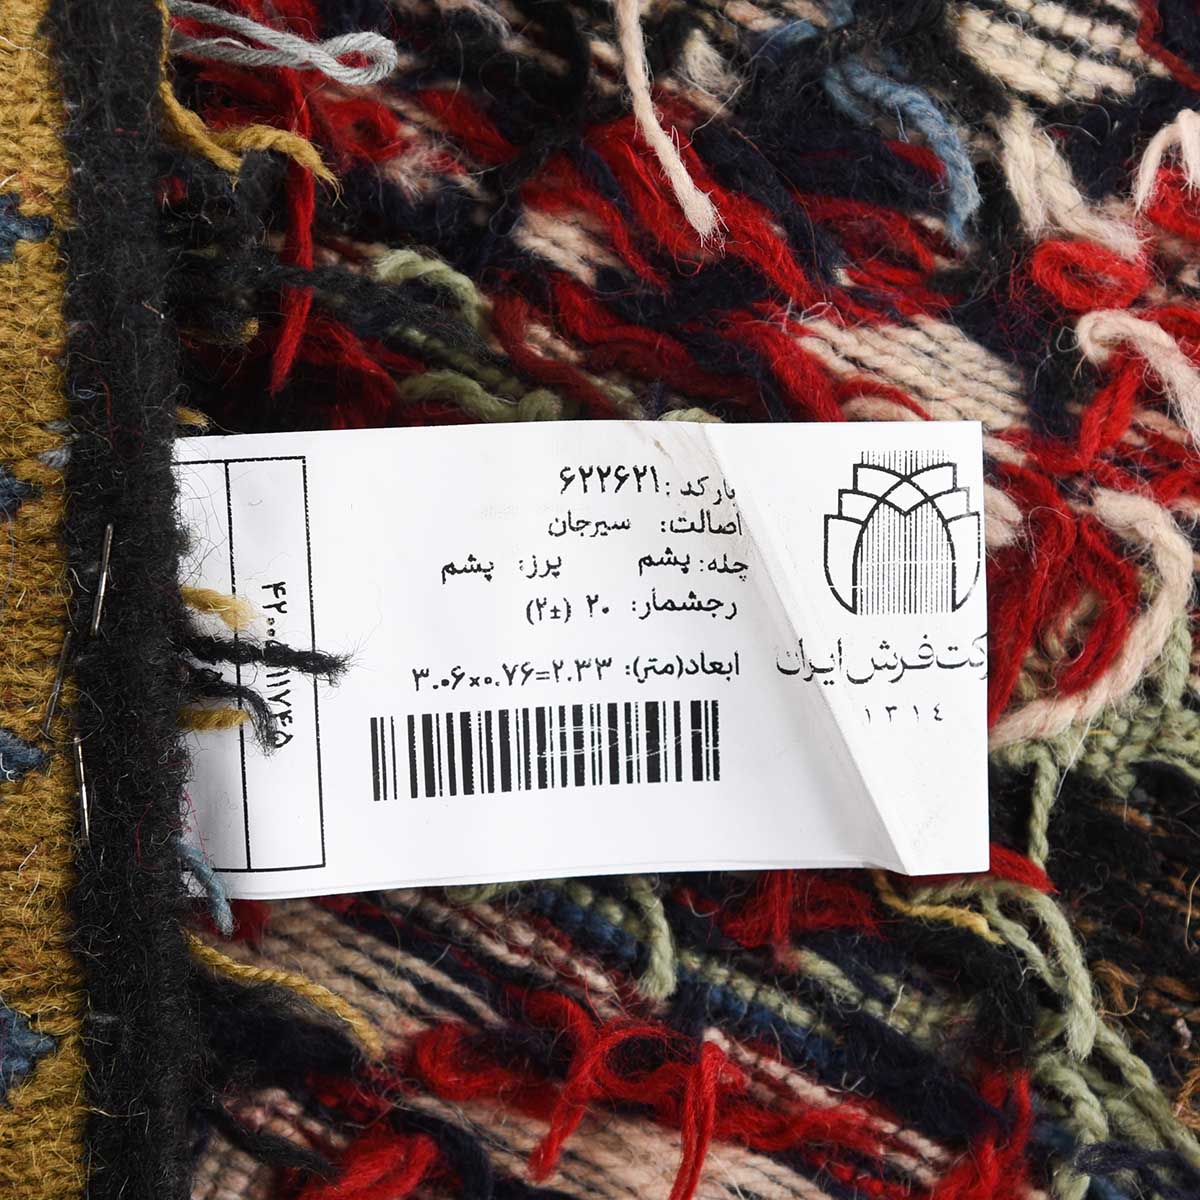 بارکد: ۶۲۲۶۲۱
اصالت: سیرجان
چله: پشم پرز: پشم
رجشمار: ۲۰ (±۲)
ابعاد(متر): ۳.۰۶×۰.۷۶=۲.۳۳
فرش ایران
۱۳۱٤